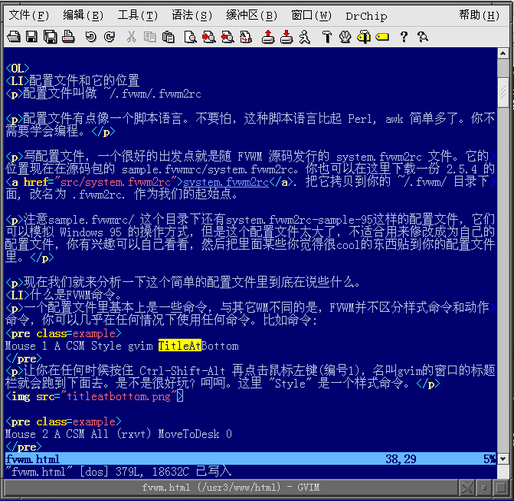 文件(F) 编辑(E) 工具(T) 语法(S) 缓冲区(B) 窗口(W) DrChip 帮助(H)
<OL>
<LI>配置文件和它的位置
<p>配置文件叫做 ~/.fvwm/.fvwm2rc
<p>配置文件有点像一个脚本语言。不要怕，这种脚本语言比起 Perl, awk 简单多了。你不
需要学会编程。</p>
<p>写配置文件，一个很好的出发点就是随 FVWM 源码发行的 system.fvwm2rc 文件。它的
位置现在在源码包的 sample.fvwmrc/system.fvwm2rc。你也可以在这里下载一份 2.5.4 的
<a href="src/system.fvwm2rc">system.fvwm2rc</a>. 把它拷贝到你的 ~/.fvwm/ 目录下
面, 改名为 .fvwm2rc. 作为我们的起始点。
<p>注意sample.fvwmrc/ 这个目录下还有system.fvwm2rc-sample-95这样的配置文件，它们
可以模拟 Windows 95 的操作方式，但是这个配置文件太大了，不适合用来修改成为自己的
配置文件，你有兴趣可以自己看看，然后把里面某些你觉得很cool的东西贴到你的配置文件
里。</p>
<p>现在我们就来分析一下这个简单的配置文件里到底在说些什么。
<LI>什么是FVWM命令。
<p>一个配置文件里基本上是一些命令，与其它WM不同的是，FVWM并不区分样式命令和动作
命令，你可以几乎在任何情况下使用任何命令。比如命令：
<pre class=example>
Mouse 1 A CSM Style gvim TitleAtBottom
</pre>
<p>让你在任何时候按住 Ctrl-Shift-Alt 再点击鼠标左键(编号1)，名叫gvim的窗口的标题
栏就会跑到下面去。是不是很好玩？呵呵。这里 "Style" 是一个样式命令。</p>
<img src="titleatbottom.png">
<pre class=example>
Mouse 2 A CSM All (rxvt) MoveToDesk 0
</pre>
fvwm.html 38,29 5%
"fvwm.html" [dos] 379L, 18632C 已写入
fvwm.html (/usr3/www/html) - GVIM